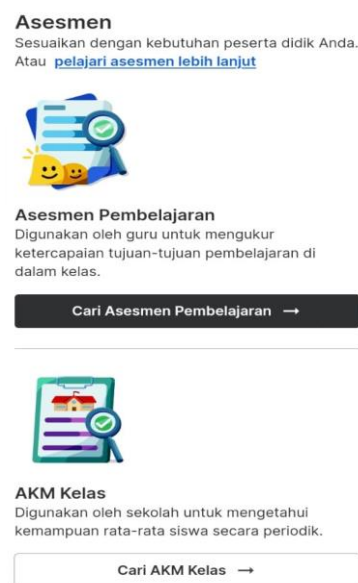 Asesmen
Sesuaikan dengan kebutuhan peserta didik Anda.
Atau pelajari asesmen lebih lanjut
Asesmen Pembelajaran
Digunakan oleh guru untuk mengukur
ketercapaian tujuan-tujuan pembelajaran di
dalam kelas.
Cari Asesmen Pembelajaran →
AKM Kelas
Digunakan oleh sekolah untuk mengetahui
kemampuan rata-rata siswa secara periodik.
Cari AKM Kelas →